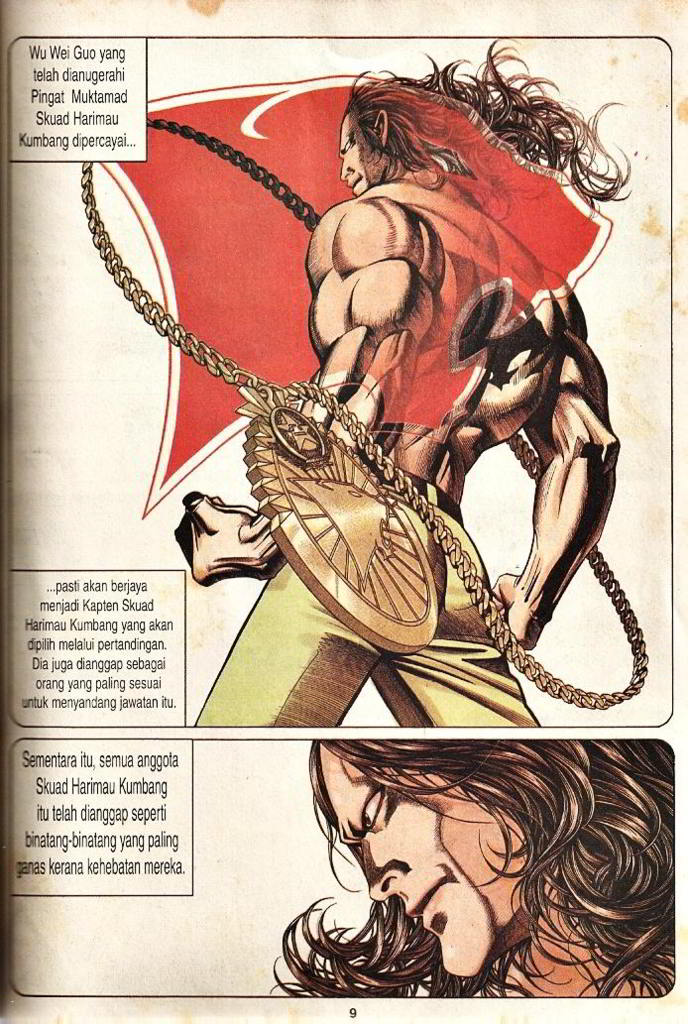 Wu Wei Guo yang
telah dianugerahi
Pingat Muktamad
Skuad Harimau
Kumbang dipercayai...
...pasti akan berjaya
menjadi Kapten Skuad
Harimau Kumbang yang akan
dipilih melalui pertandingan.
Dia juga dianggap sebagai
orang yang paling sesuai
untuk menyandang jawatan itu.
Sementara itu, semua anggota
Skuad Harimau Kumbang
itu telah dianggap seperti
binatang-binatang yang paling
ganas kerana kehebatan mereka.
9